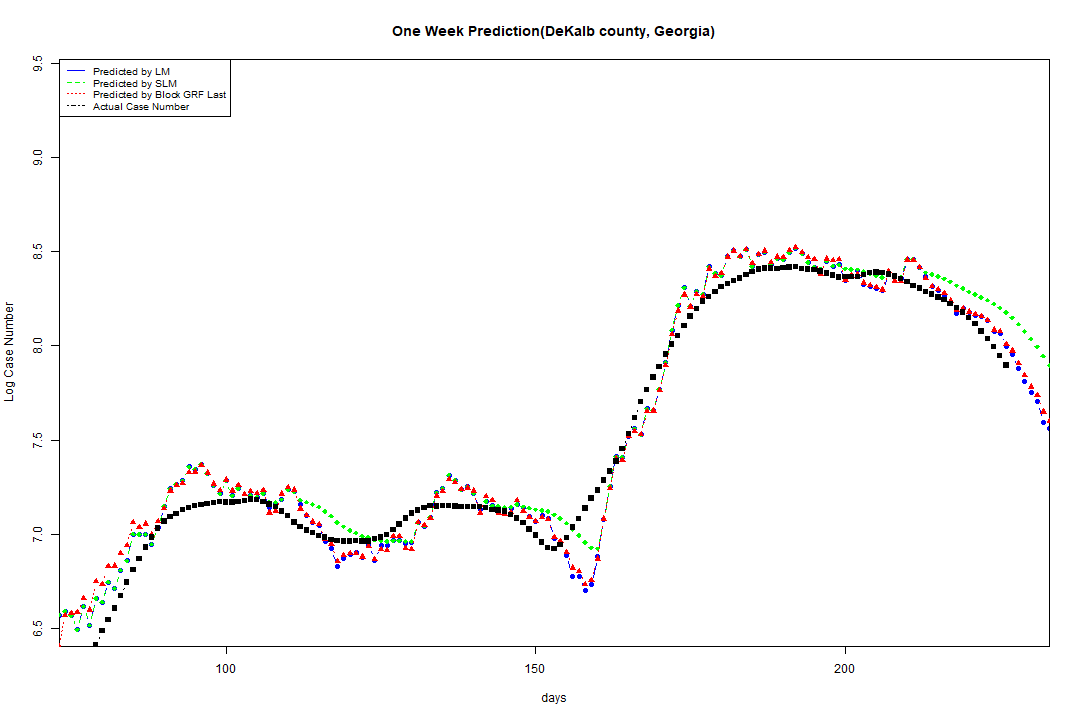 One Week Prediction(DeKalb county, Georgia)
9.5
9.0
8.5
8.0
7.5
7.0
6.5
Log Case Number
Predicted by LM
Predicted by SLM
Predicted by Block GRF Last
Actual Case Number
100
150
200
days